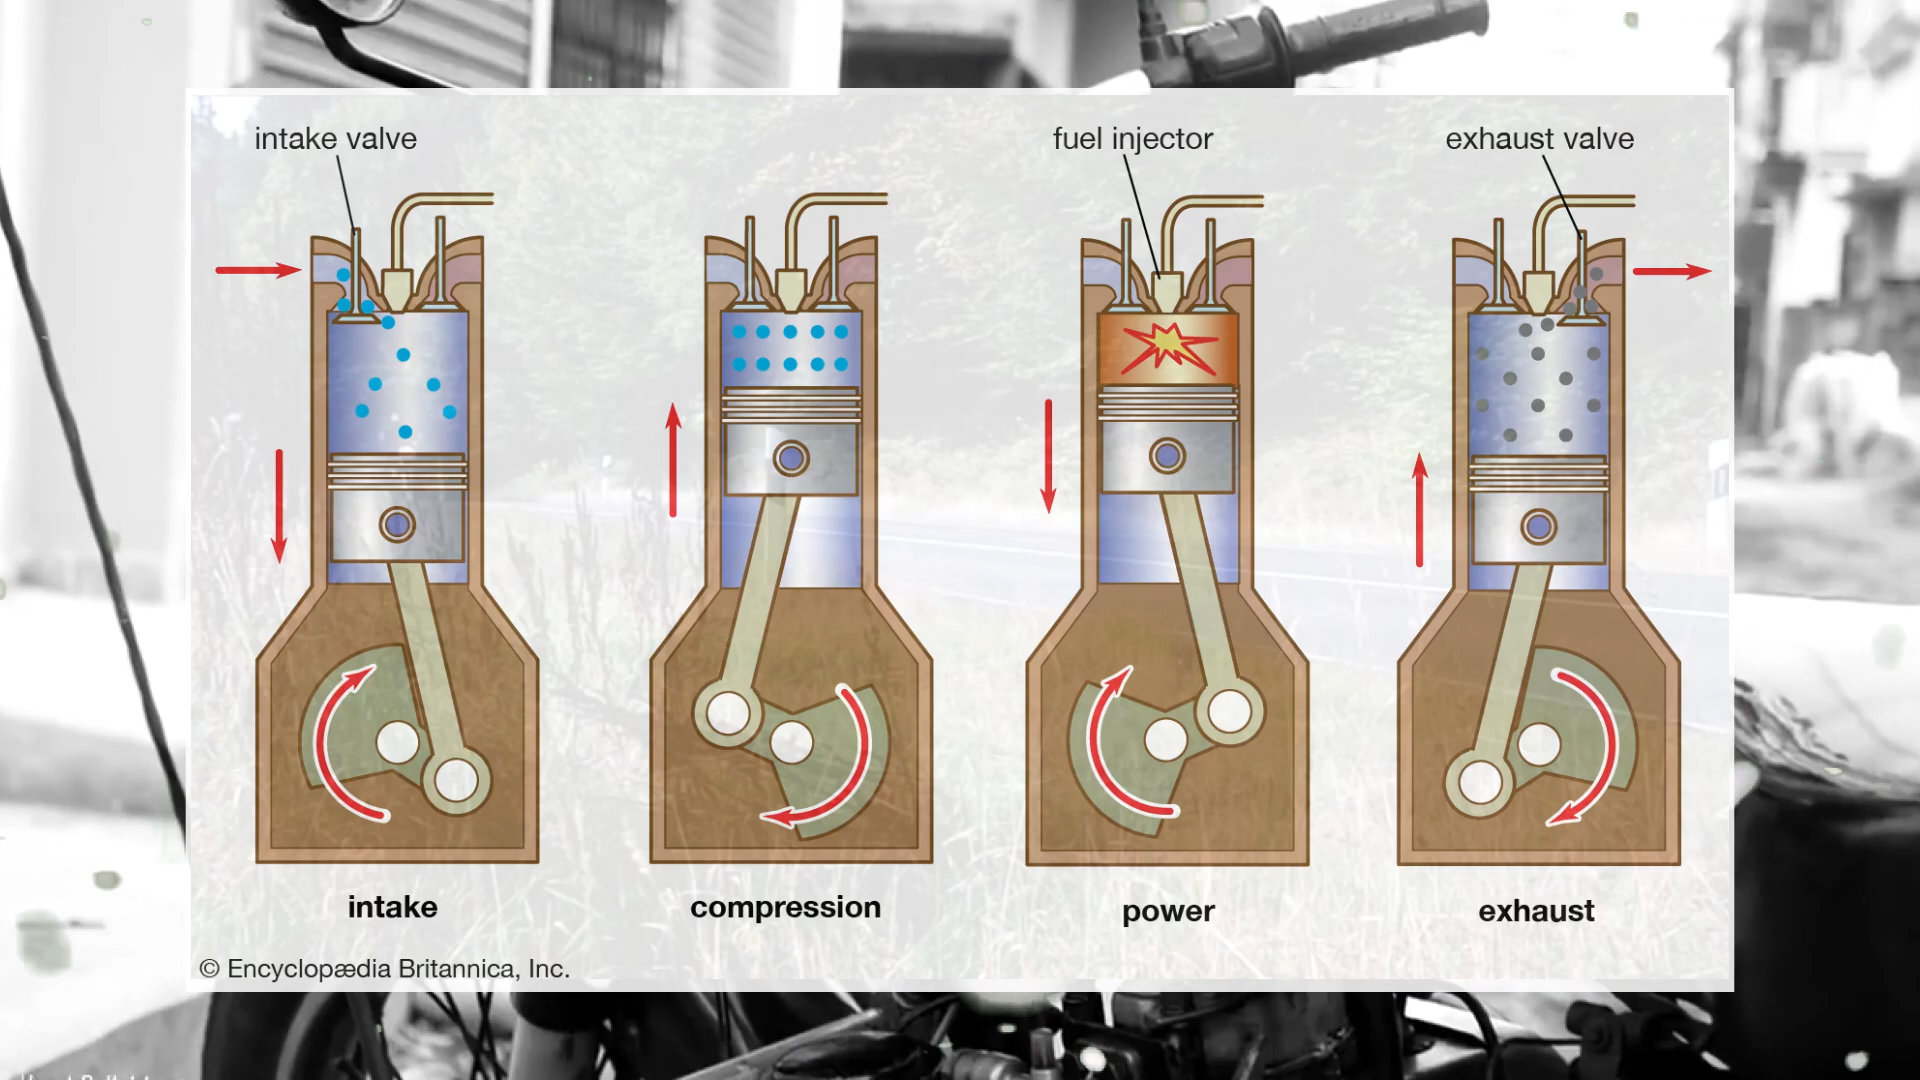 intake valve
fuel injector
exhaust valve
intake
compression
power
exhaust
© Encyclopædia Britannica, Inc.